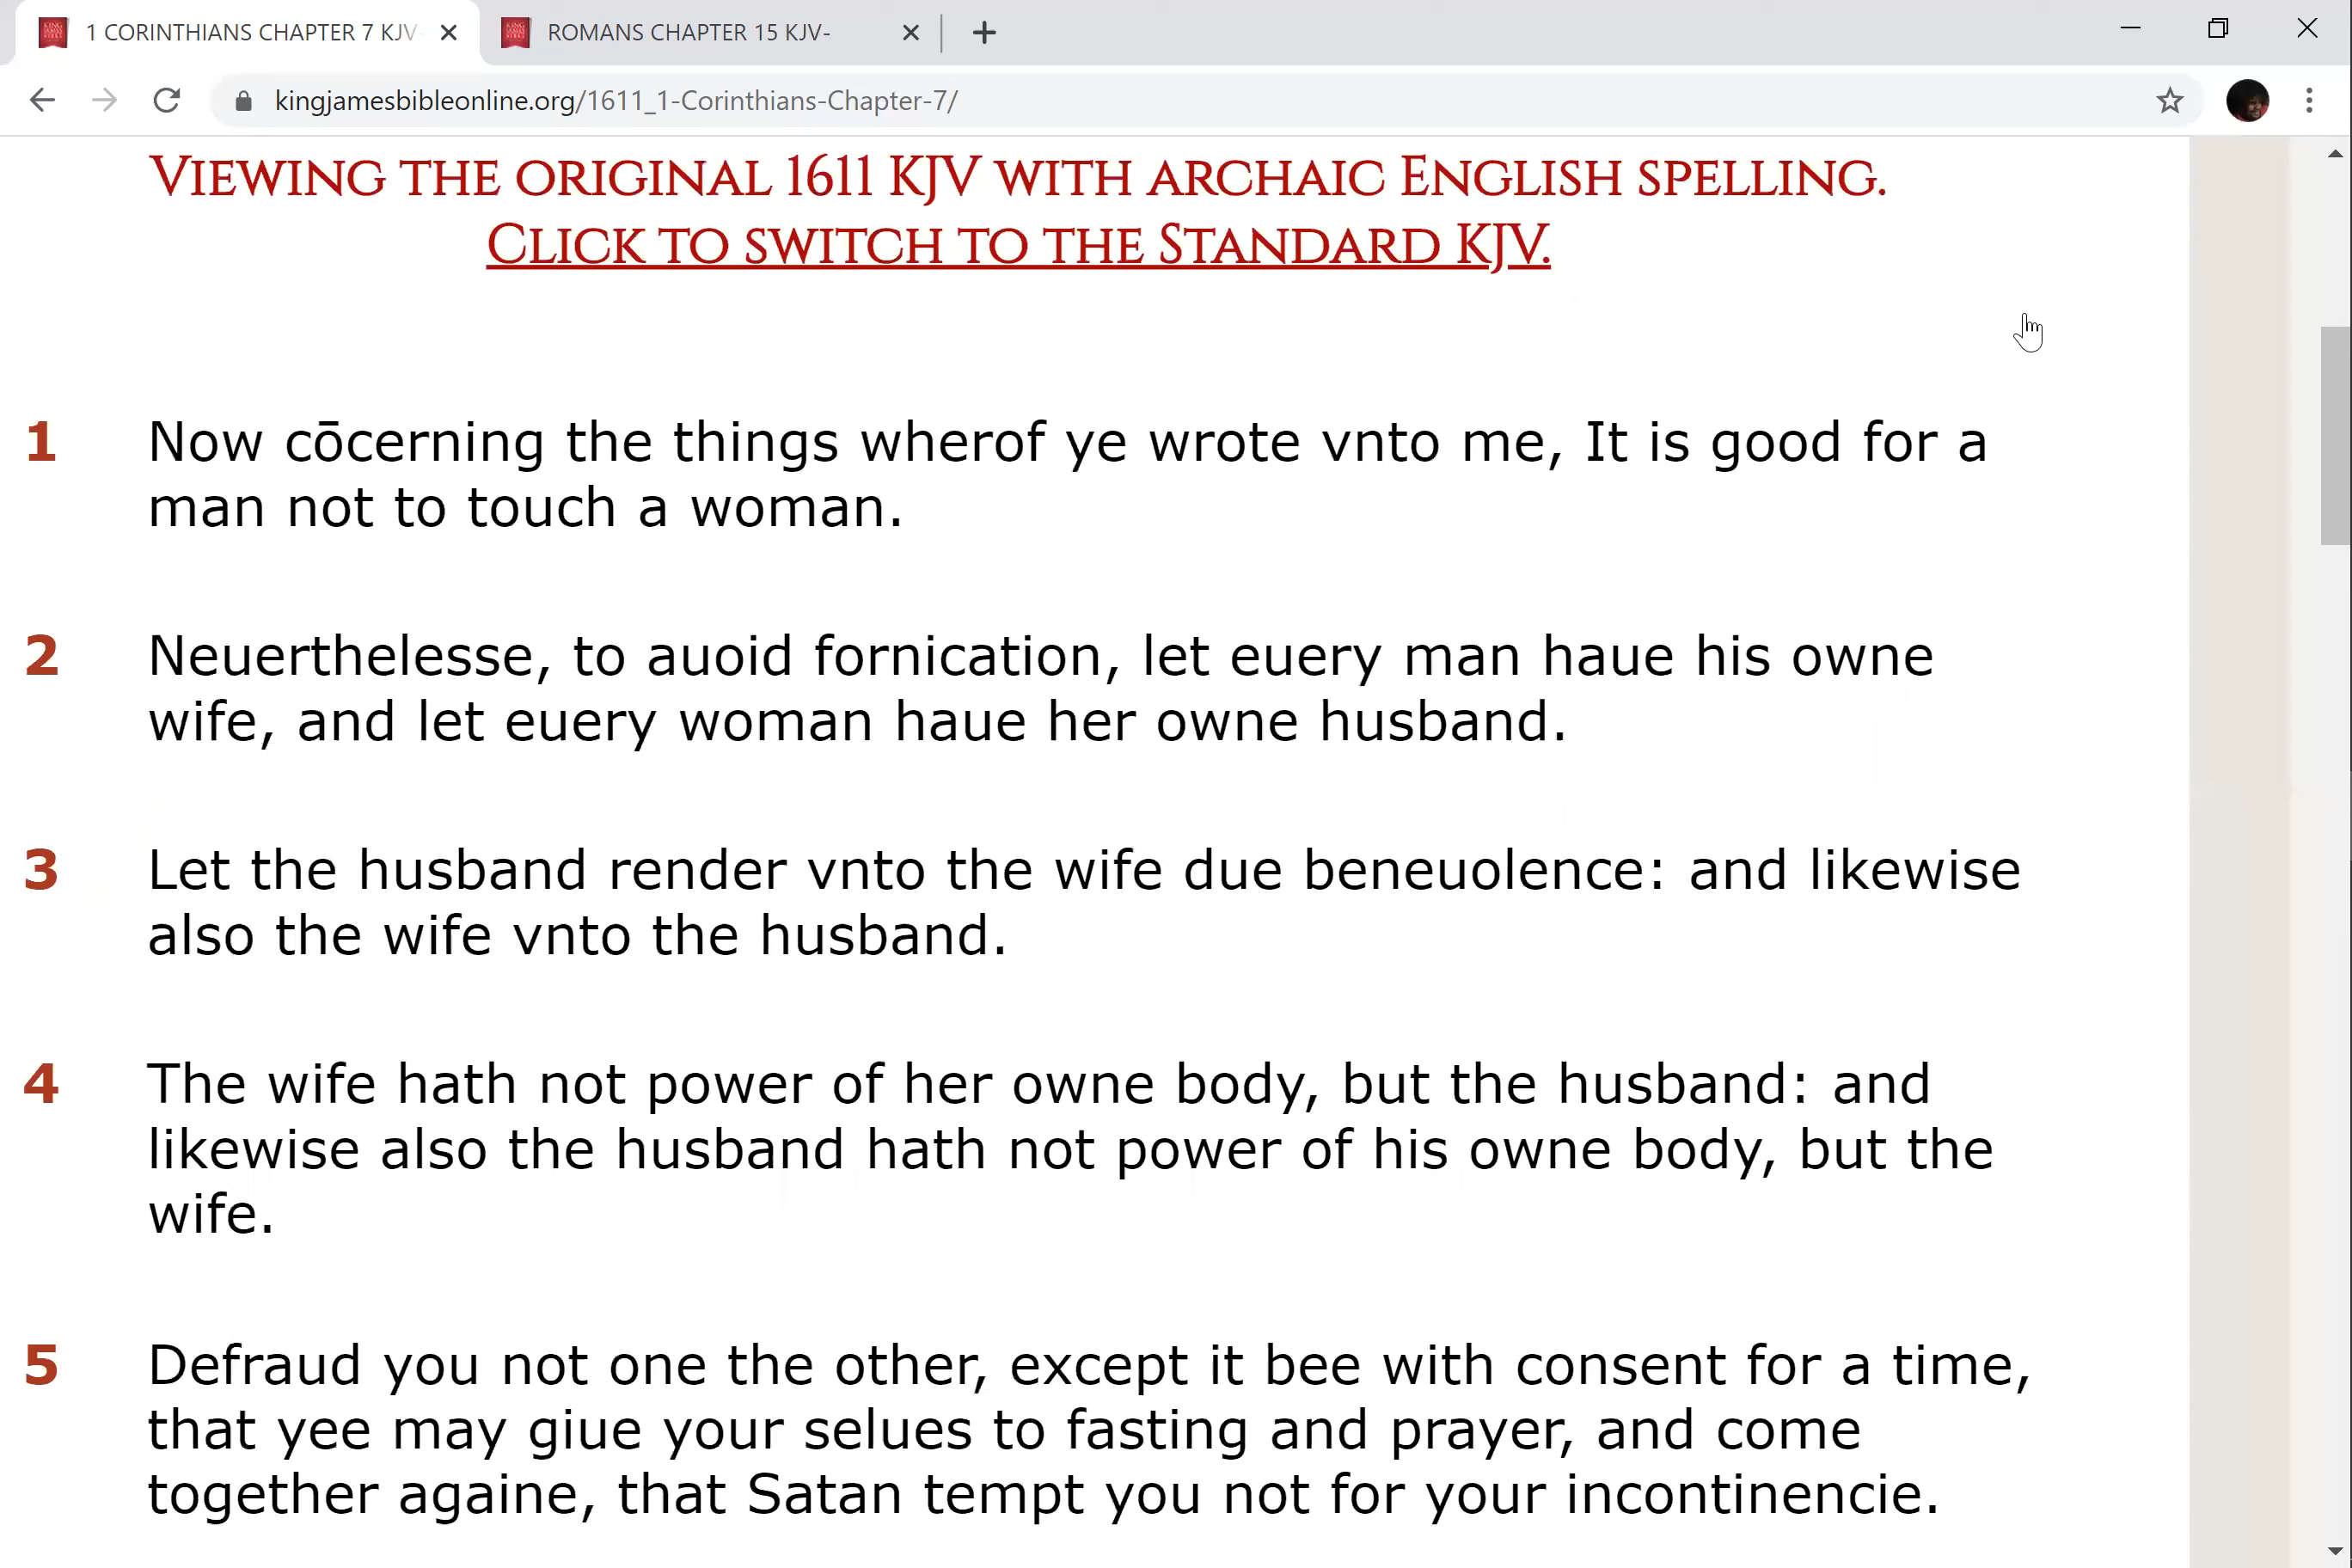 1 CORINTHIANS CHAPTER 7 KJV
ROMANS CHAPTER 15 KJV-
kingjamesbibleonline.org/1611_1-Corinthians-Chapter-7/
Viewing the original 1611 KJV with archaic English spelling.
Click to switch to the Standard KJV.
1 Now cōcerning the things wherof ye wrote vnto me, It is good for a
man not to touch a woman.
2 Neuerthelesse, to auoid fornication, let euery man haue his owne
wife, and let euery woman haue her owne husband.
3 Let the husband render vnto the wife due beneuolence: and likewise
also the wife vnto the husband.
4 The wife hath not power of her owne body, but the husband: and
likewise also the husband hath not power of his owne body, but the
wife.
5 Defraud you not one the other, except it bee with consent for a time,
that yee may giue your selues to fasting and prayer, and come
together againe, that Satan tempt you not for your incontinencie.